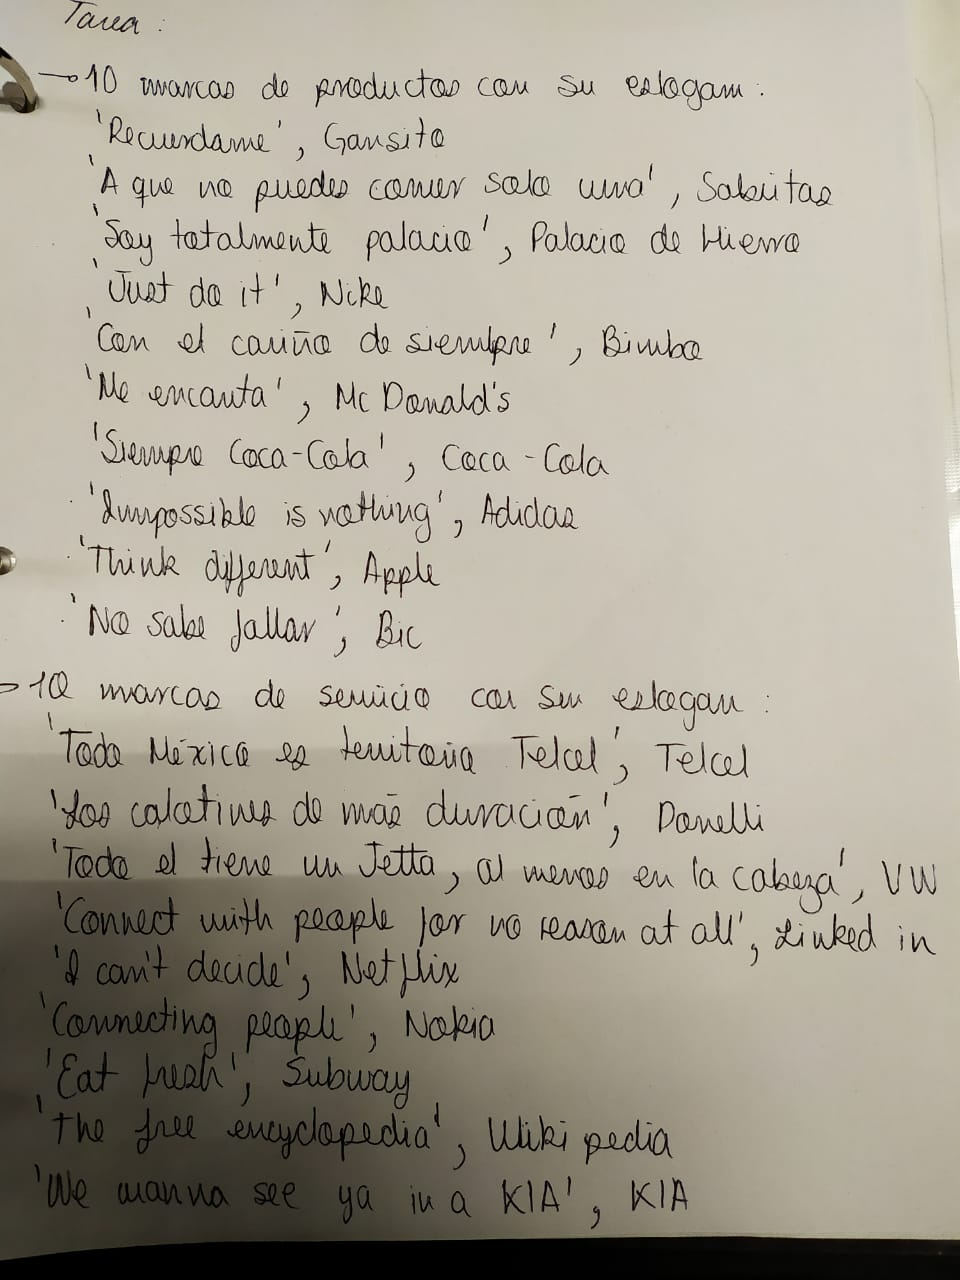 Tarea :
→ 10 marcas de productos con su eslogam :
'Recuerdame', Gansito
'A que no puedes comer solo una', Sabritas
'Soy totalmente palacio', Palacio de Hierro
'Just do it', Nike
'Con el cariño de siempre', Bimbo
'Me encanta', Mc Donald's
'Siempre Coca-Cola', Coca-Cola
'Impossible is nothing', Adidas
'Think different', Apple
'No sabe fallar', Bic
→ 10 marcas de servicio con su eslogan :
'Todo México es territorio Telcel', Telcel
'Los calcetines de más duración', Donelli
'Todo el tiene un Jetta, al menos en la cabeza', VW
'Connect with people for no reason at all', Linked in
'I can't decide', Netflix
'Connecting people', Nokia
'Eat fresh', Subway
'The free encyclopedia', Wikipedia
'We wanna see ya in a KIA', KIA